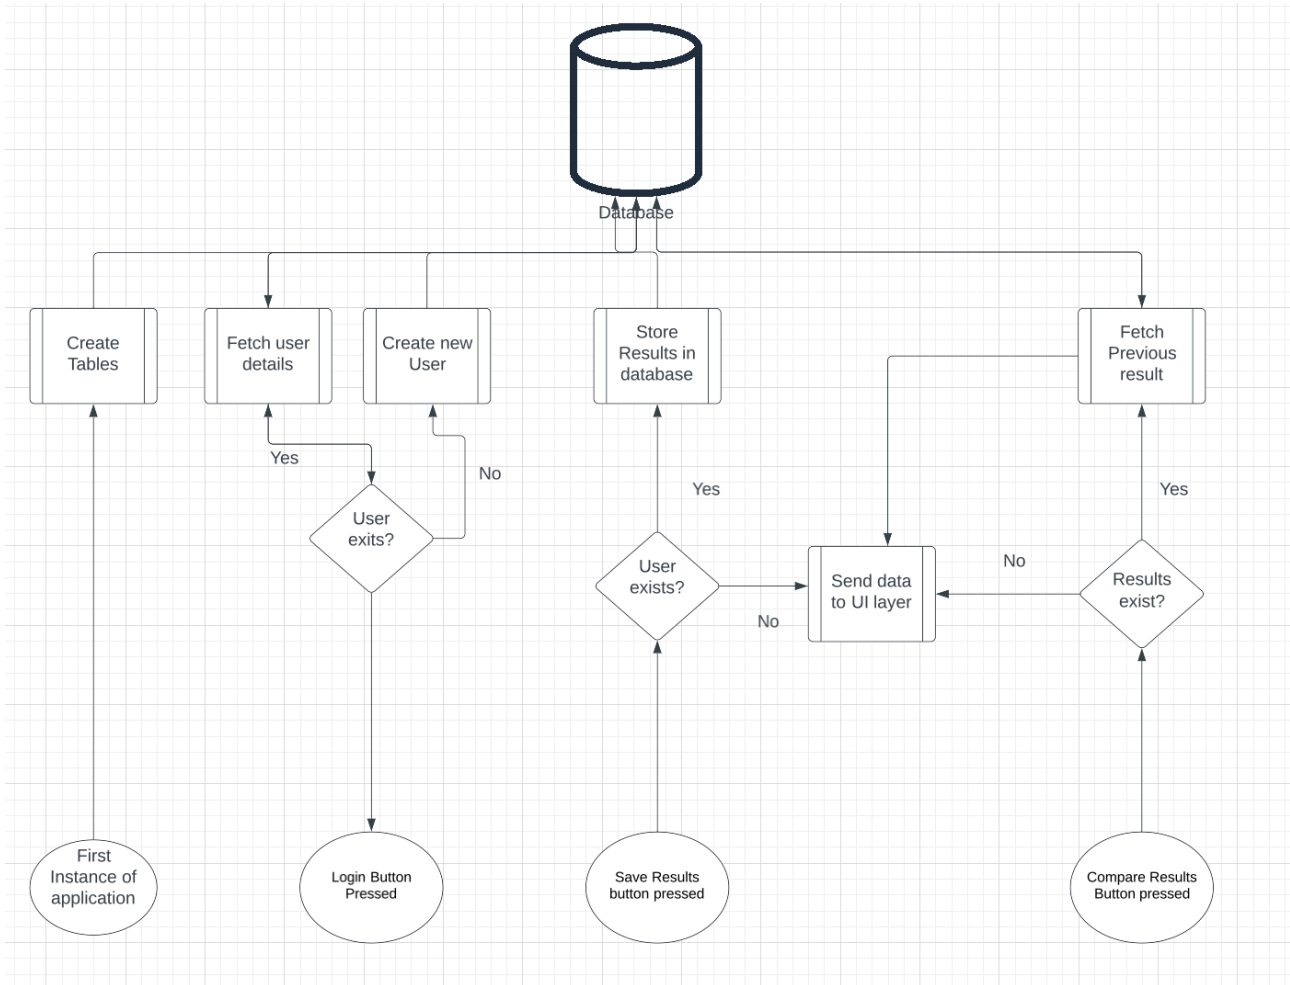 Database
Create
Tables
Fetch user
details
Create new
User
Store
Results in
database
Fetch
Previous
result
Yes
No
Yes
Yes
User
exits?
User
exists?
No
Send data
to UI layer
No
Results
exist?
First
Instance of
application
Login Button
Pressed
Save Results
button pressed
Compare Results
Button pressed